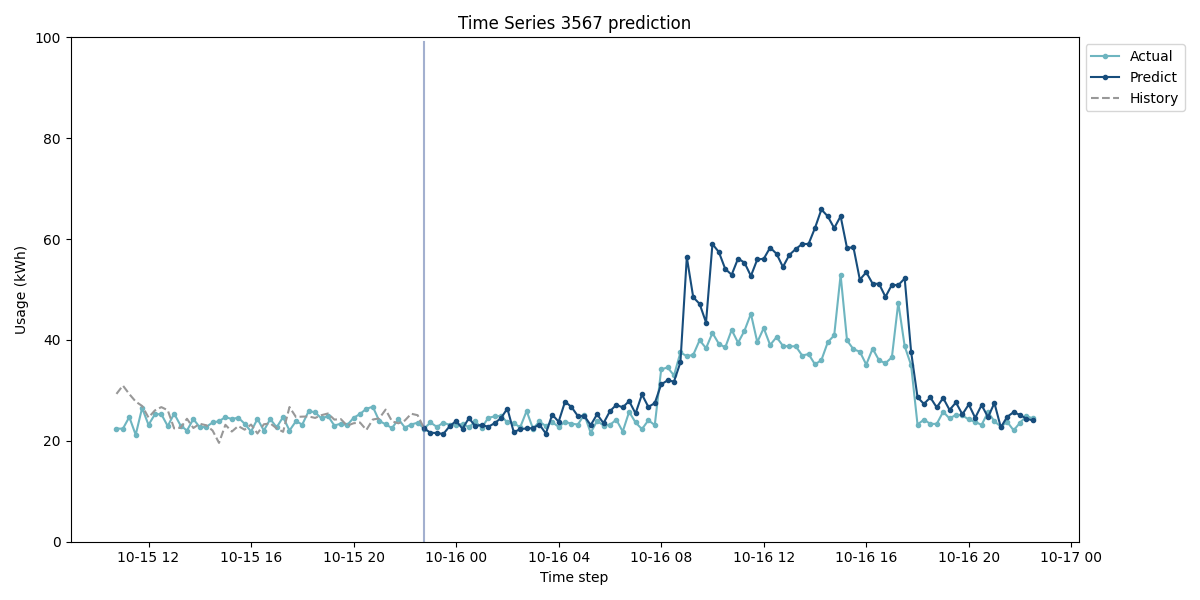 Time Series 3567 prediction
100
80
60
40
20
0
Usage (kWh)
10-15 12
10-15 16
10-15 20
10-16 00
10-16 04
10-16 08
10-16 12
10-16 16
10-16 20
10-17 00
Time step
Actual
Predict
History